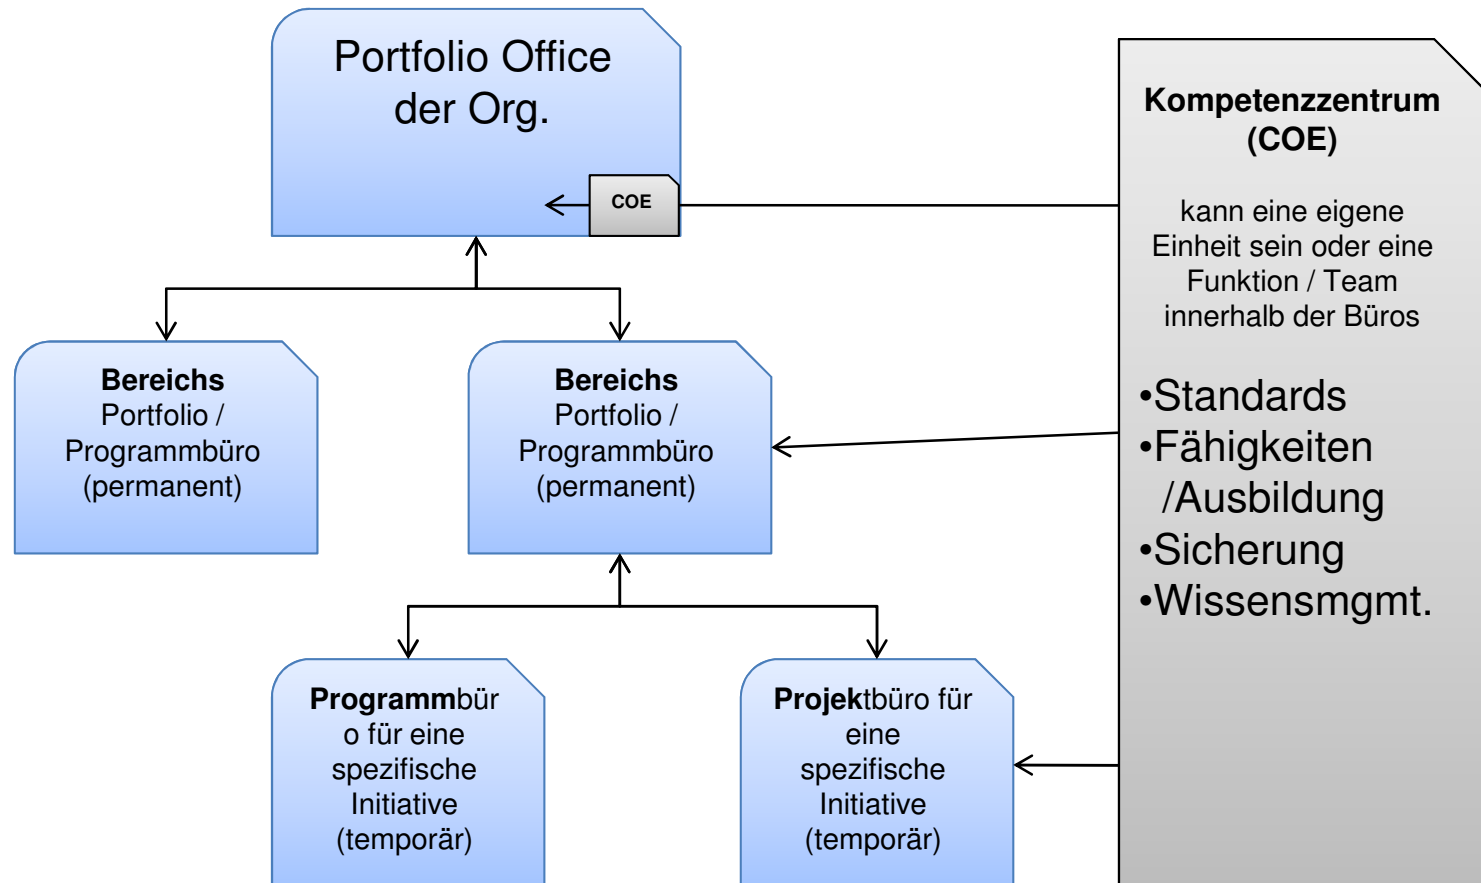 Portfolio Office
der Org.
COE
Bereichs
Portfolio /
Programmbüro
(permanent)
Bereichs
Portfolio /
Programmbüro
(permanent)
Programmbür
o für eine
spezifische
Initiative
(temporär)
Projektbüro für
eine
spezifische
Initiative
(temporär)
Kompetenzzentrum
(COE)
kann eine eigene
Einheit sein oder eine
Funktion / Team
innerhalb der Büros
•Standards
•Fähigkeiten
/Ausbildung
•Sicherung
•Wissensmgmt.